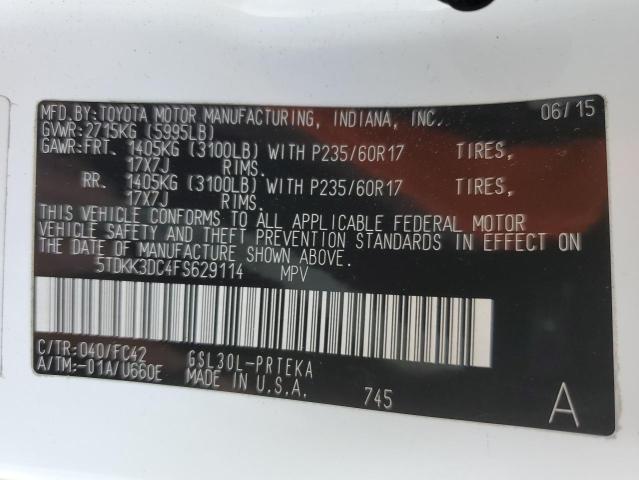 MFD.BY:TOYOTA MOTOR MANUFACTURING, INDIANA, INC. 06/15
GVWR:2715KG (5995LB)
GAWR:FRT. 1405KG (3100LB) WITH P235/60R17 TIRES,
17X7J RIMS.
RR. 1405KG (3100LB) WITH P235/60R17 TIRES,
17X7J RIMS.
THIS VEHICLE CONFORMS TO ALL APPLICABLE FEDERAL MOTOR
VEHICLE SAFETY AND THEFT PREVENTION STANDARDS IN EFFECT ON
THE DATE OF MANUFACTURE SHOWN ABOVE.
5TDKK3DC4FS629114 MPV
C/TR:040/FC42 GSL30L-PRTEKA
A/TM:-01A/U660E MADE IN U.S.A. 745 A